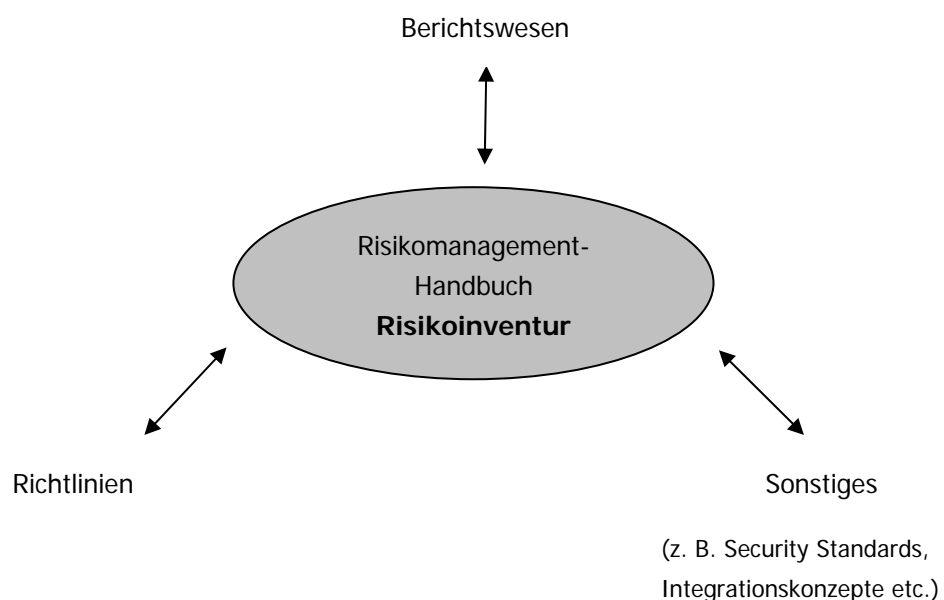 Berichtswesen
Risikomanagement-
Handbuch
Risikoinventur
Richtlinien
Sonstiges
(z. B. Security Standards,
Integrationskonzepte etc.)